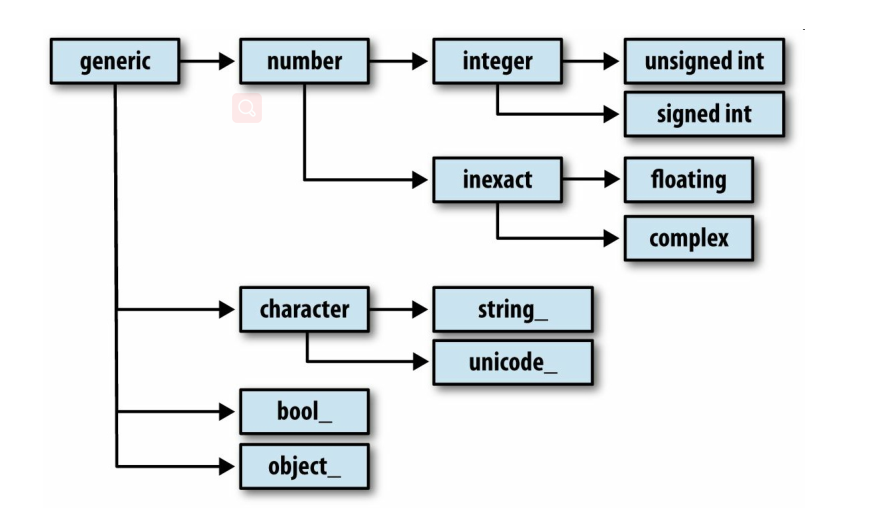 generic
number
integer
unsigned int
signed int
inexact
floating
complex
character
string_
unicode_
bool_
object_